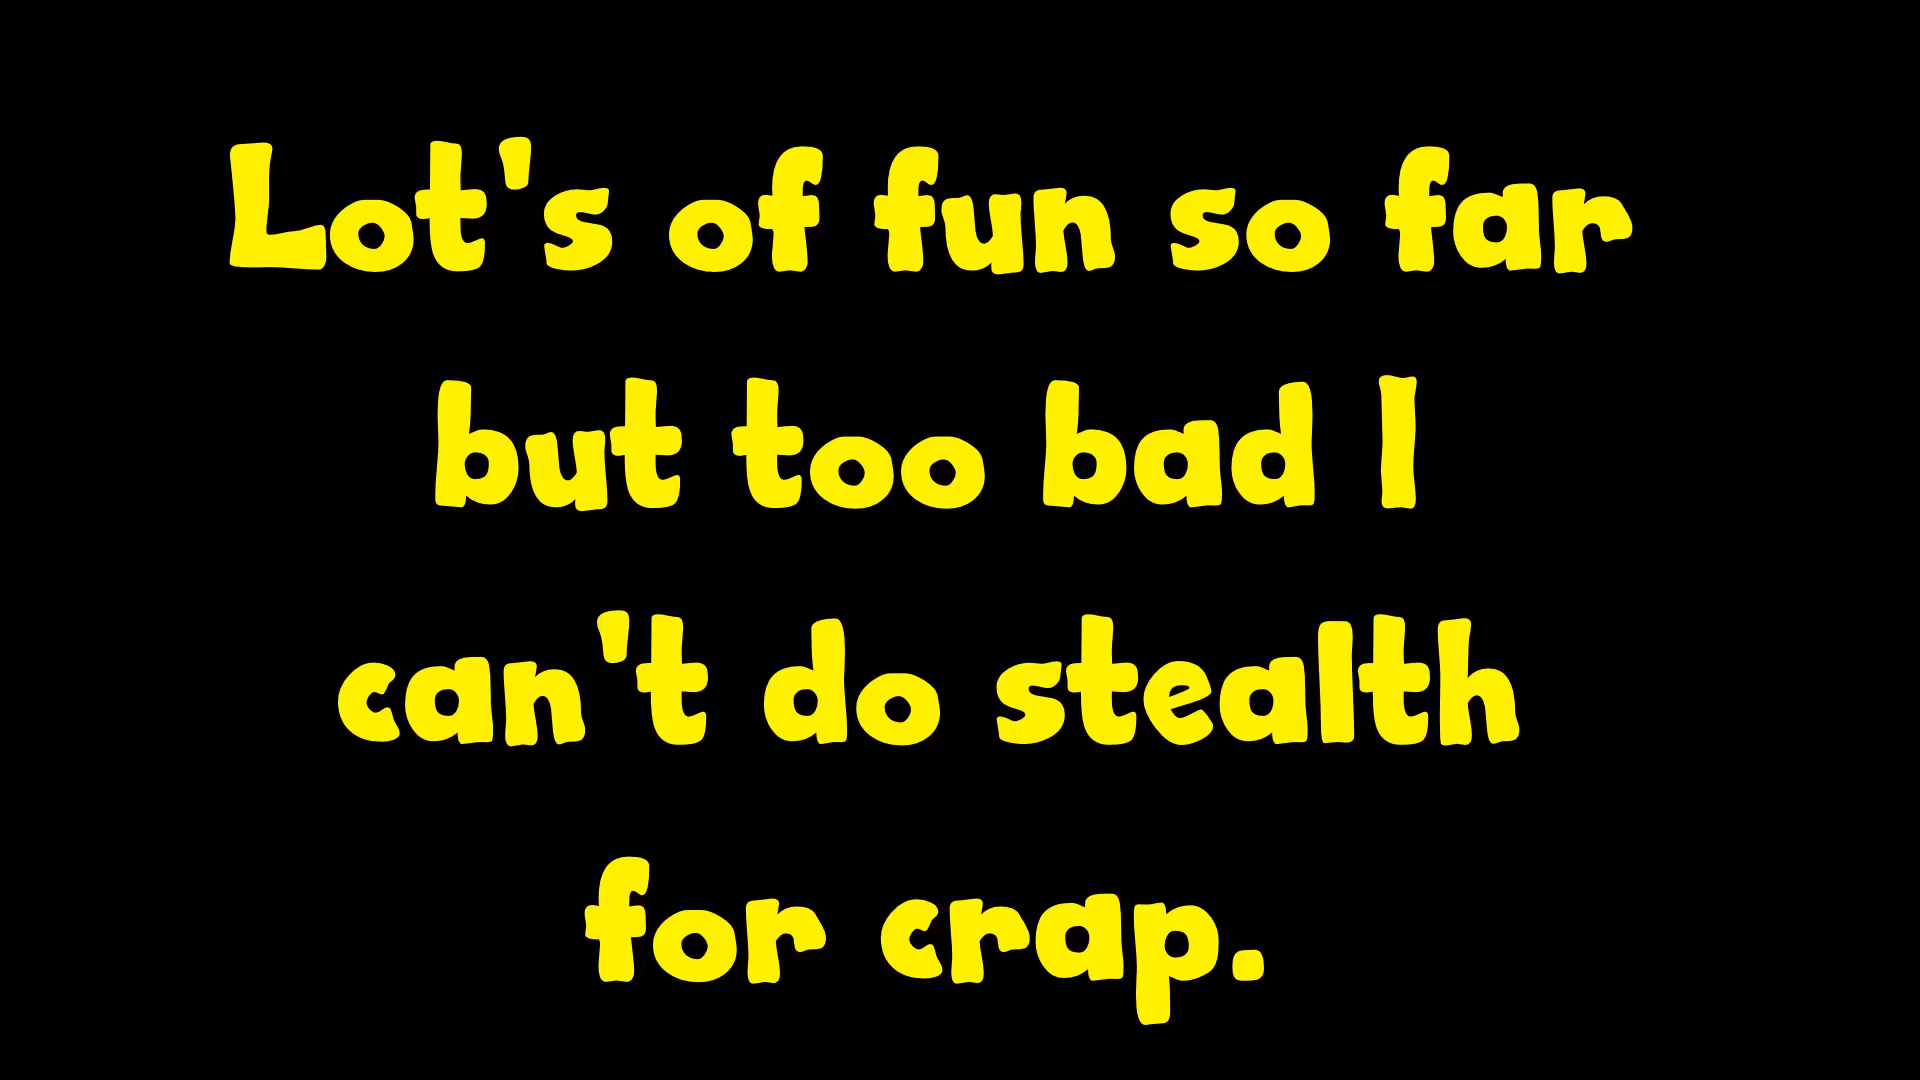 Lot's of fun so far
but too bad I
can't do stealth
for crap.